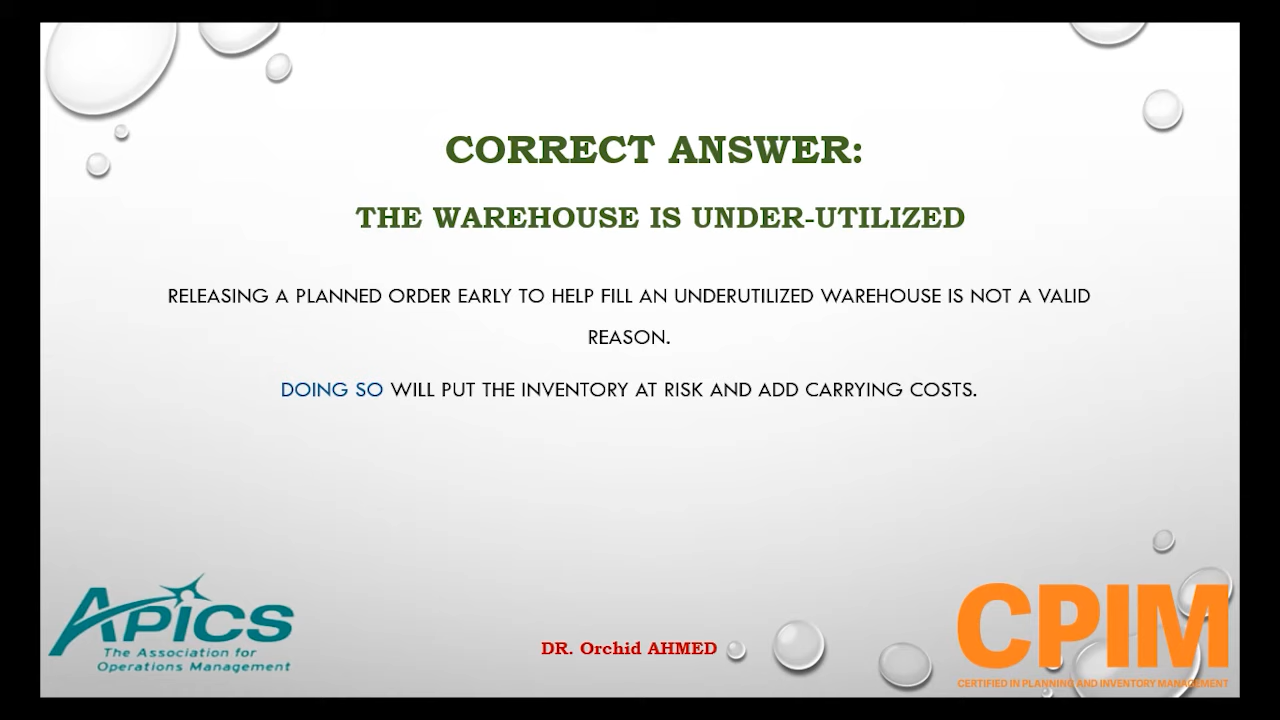 CORRECT ANSWER:
THE WAREHOUSE IS UNDER-UTILIZED
RELEASING A PLANNED ORDER EARLY TO HELP FILL AN UNDERUTILIZED WAREHOUSE IS NOT A VALID
REASON.
DOING SO WILL PUT THE INVENTORY AT RISK AND ADD CARRYING COSTS.
APICS
The Association for
Operations Management
DR. Orchid AHMED
CPIM
CERTIFIED IN PLANNING AND INVENTORY MANAGEMENT